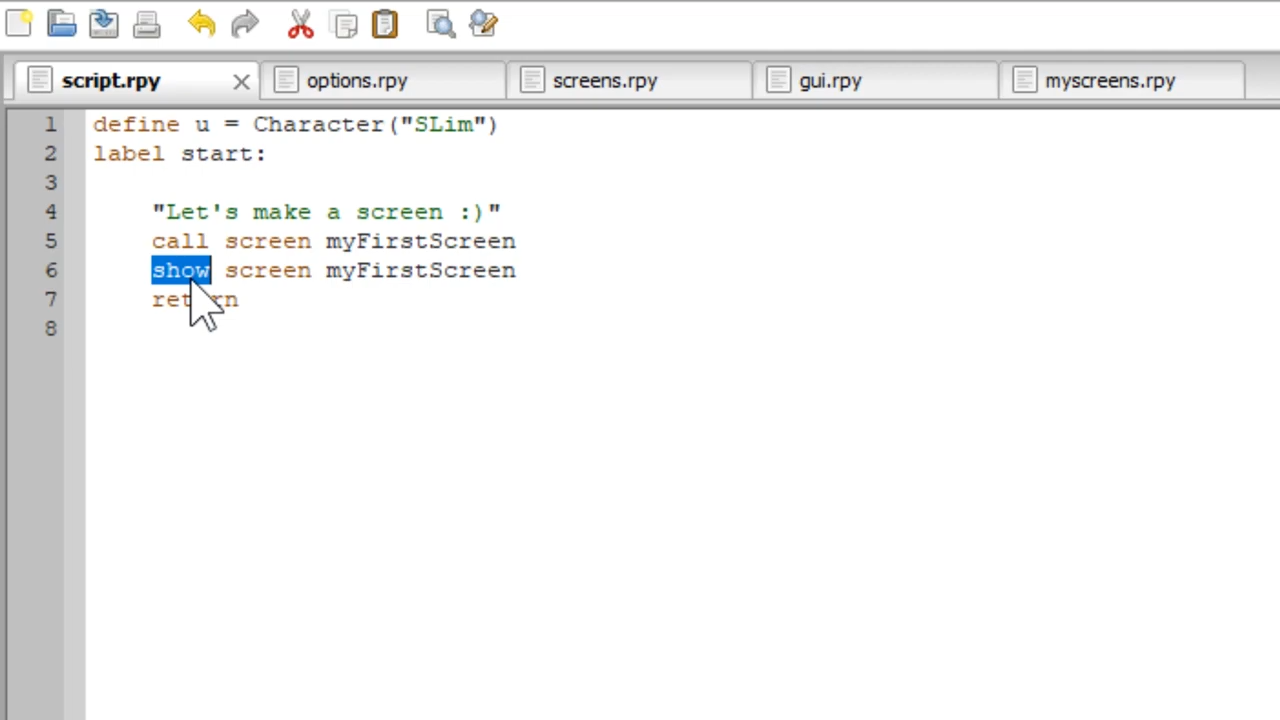 script.rpy options.rpy screens.rpy gui.rpy myscreens.rpy
1 define u = Character("SLim")
2 label start:
3
4 "Let's make a screen :)"
5 call screen myFirstScreen
6 show screen myFirstScreen
7 return
8